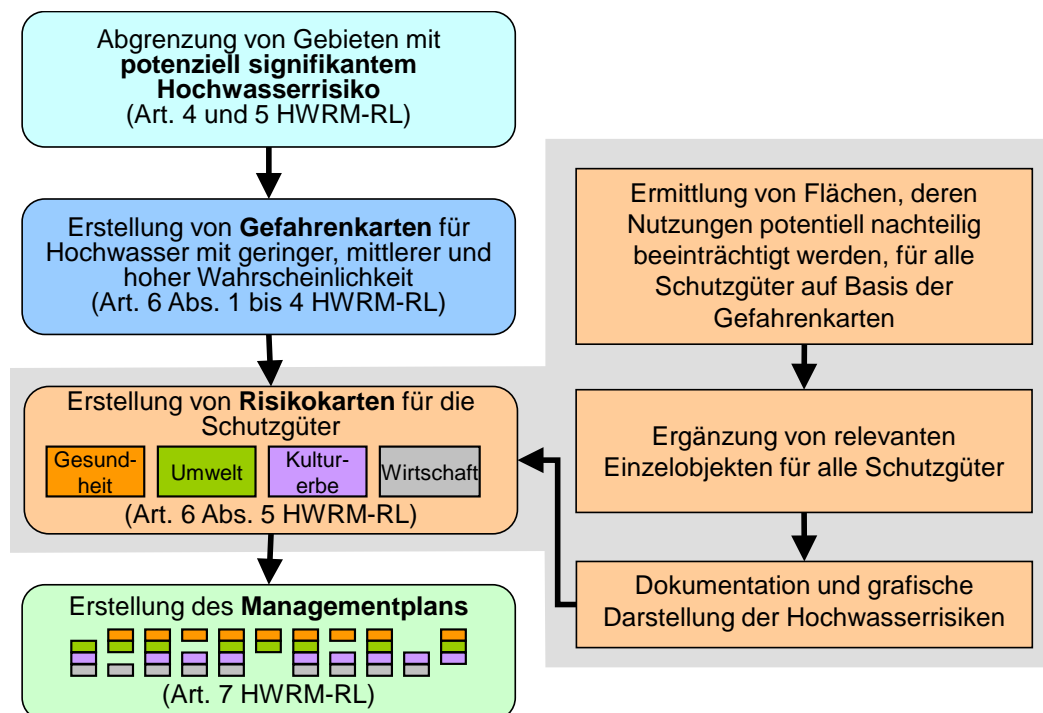 Abgrenzung von Gebieten mit
potenziell signifikantem
Hochwasserrisiko
(Art. 4 und 5 HWRM-RL)
Erstellung von Gefahrenkarten für
Hochwasser mit geringer, mittlerer und
hoher Wahrscheinlichkeit
(Art. 6 Abs. 1 bis 4 HWRM-RL)
Erstellung von Risikokarten für die
Schutzgüter
Gesund-
heit
Umwelt
Kultur-
erbe
Wirtschaft
(Art. 6 Abs. 5 HWRM-RL)
Erstellung des Managementplans
(Art. 7 HWRM-RL)
Ermittlung von Flächen, deren
Nutzungen potentiell nachteilig
beeinträchtigt werden, für alle
Schutzgüter auf Basis der
Gefahrenkarten
Ergänzung von relevanten
Einzelobjekten für alle Schutzgüter
Dokumentation und grafische
Darstellung der Hochwasserrisiken